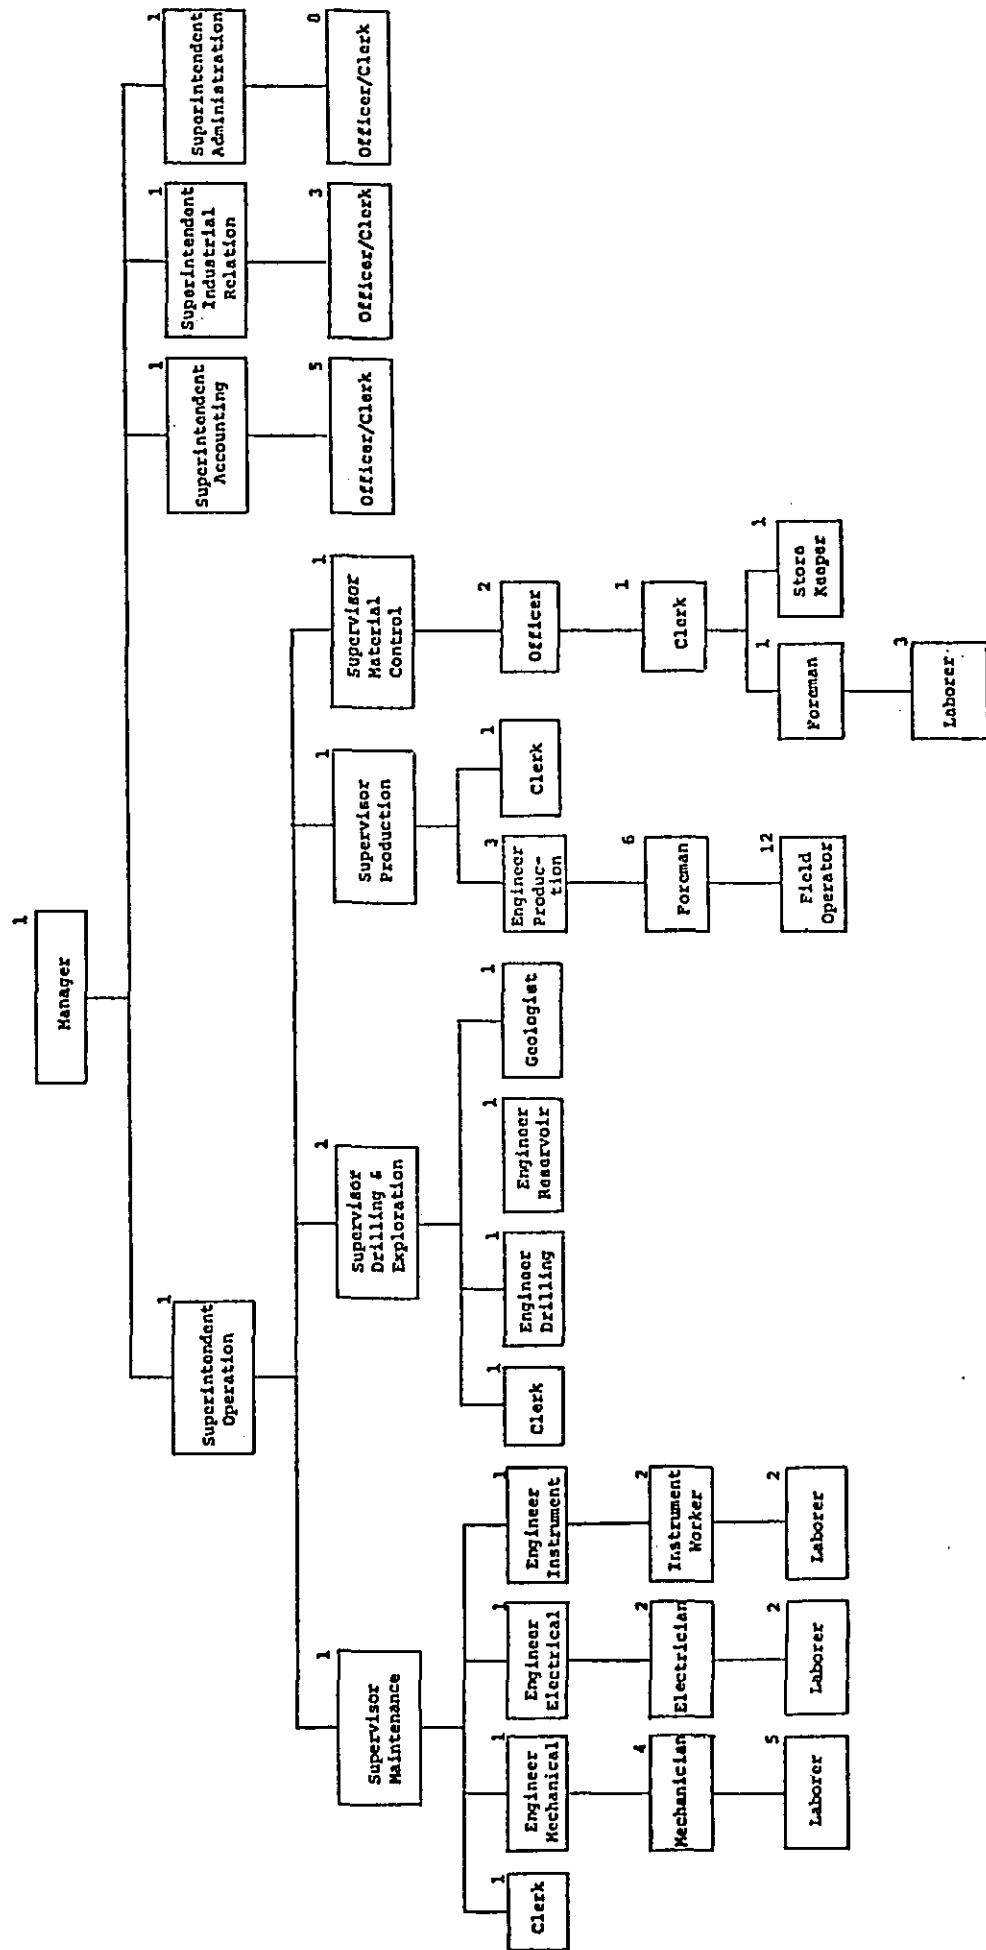 1
Manager
1
Superintendent
Operation
1
Superintendent
Accounting
1
Superintendent
Industrial
Relation
1
Superintendent
Administration
5
Officer/Clerk
3
Officer/Clerk
8
Officer/Clerk
1
Supervisor
Maintenance
1
Supervisor
Drilling &
Exploration
1
Supervisor
Production
1
Supervisor
Material
Control
1
Clerk
1
Engineer
Mechanical
1
Engineer
Electrical
1
Engineer
Instrument
1
Clerk
1
Engineer
Drilling
1
Engineer
Reservoir
1
Geologist
3
Engineer
Produc-
tion
1
Clerk
2
Officer
4
Mechanician
2
Electrician
2
Instrument
Worker
6
Foreman
1
Clerk
5
Laborer
2
Laborer
2
Laborer
12
Field
Operator
1
Foreman
1
Store
Keeper
3
Laborer